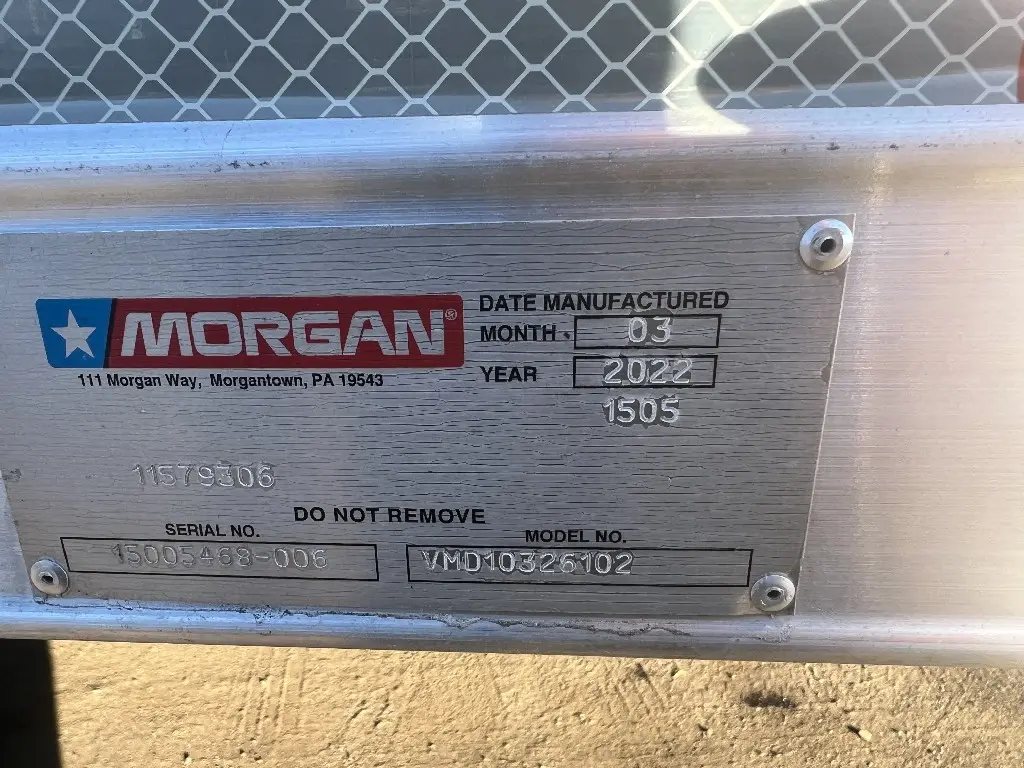 MORGAN®
111 Morgan Way, Morgantown, PA 19543
DATE MANUFACTURED
MONTH 03
YEAR 2022
1505
11579306
DO NOT REMOVE
SERIAL NO.
15005468-006
MODEL NO.
VMD10326102